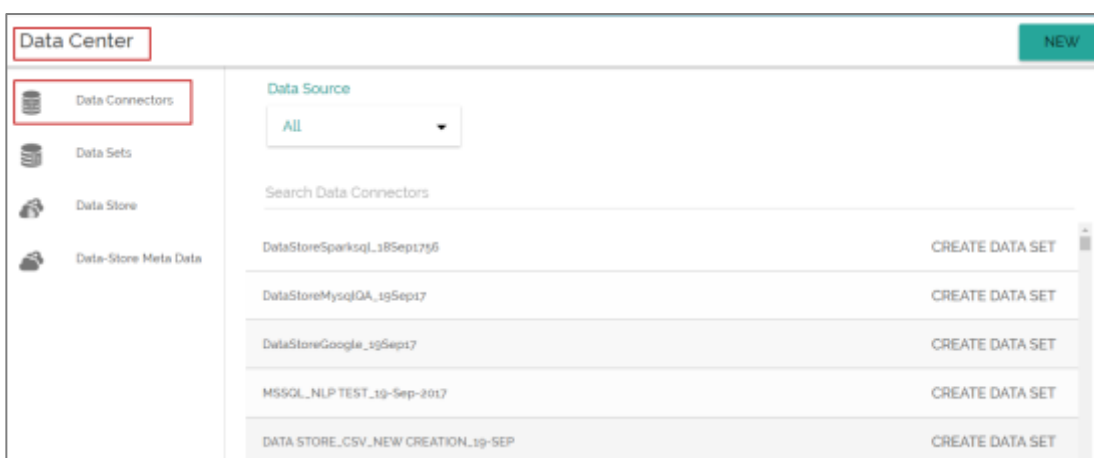 Data Center
NEW
Data Connectors
Data Sets
Data Store
Data-Store Meta Data
Data Source
All
Search Data Connectors
DataStoreSparksql_18Sep1756 CREATE DATA SET
DataStoreMysqlQA_19Sep17 CREATE DATA SET
DataStoreGoogle_19Sep17 CREATE DATA SET
MSSQL_NLP TEST_19-Sep-2017 CREATE DATA SET
DATA STORE_CSV_NEW CREATION_19-SEP CREATE DATA SET